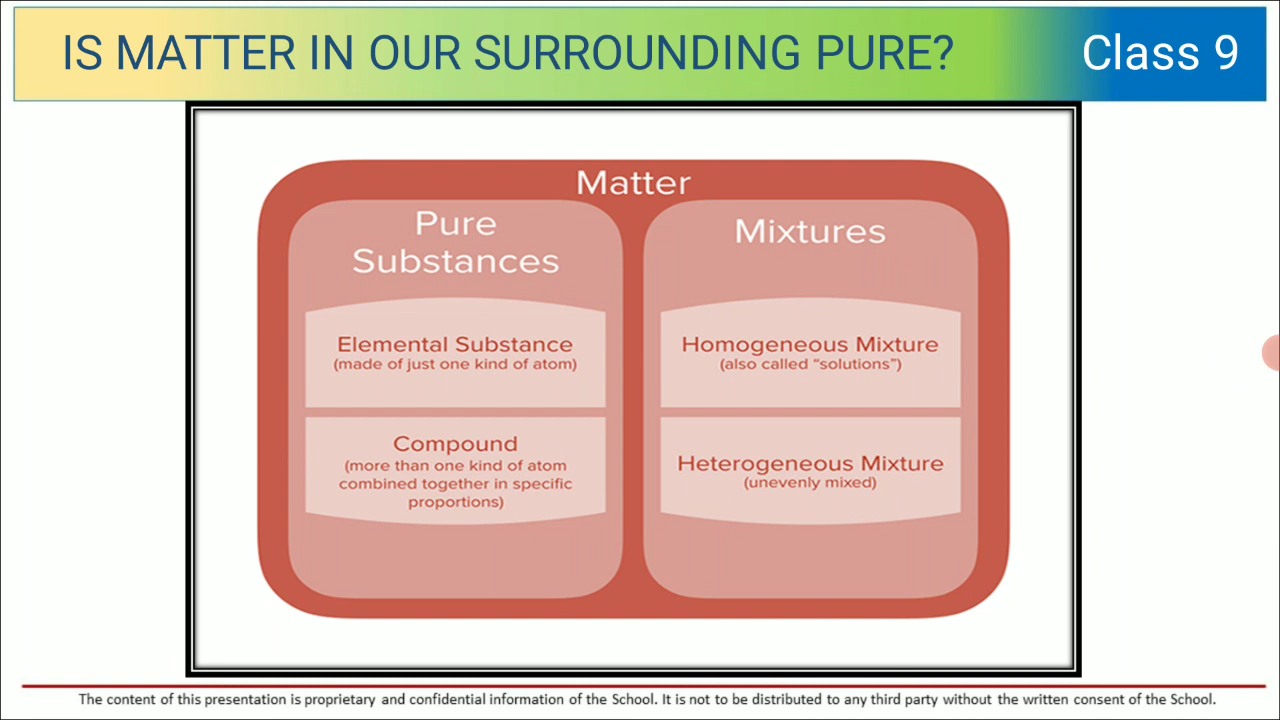 IS MATTER IN OUR SURROUNDING PURE?
Class 9
Matter
Pure
Substances
Elemental Substance
(made of just one kind of atom)
Compound
(more than one kind of atom
combined together in specific
proportions)
Mixtures
Homogeneous Mixture
(also called “solutions”)
Heterogeneous Mixture
(unevenly mixed)
The content of this presentation is proprietary and confidential information of the School. It is not to be distributed to any third party without the written consent of the School.